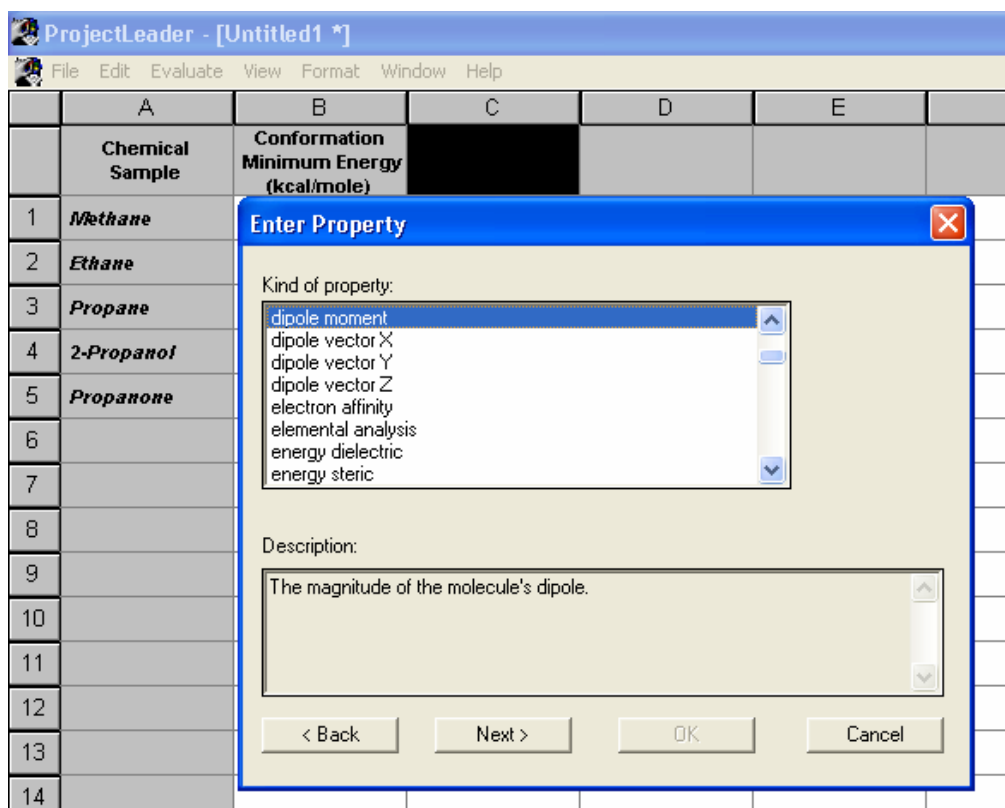 ProjectLeader - [Untitled1 *]
File Edit Evaluate View Format Window Help
A B C D E
Chemical Sample
Conformation Minimum Energy (kcal/mole)
1 Methane
2 Ethane
3 Propane
4 2-Propanol
5 Propanone
6
7
8
9
10
11
12
13
14
Enter Property
Kind of property:
dipole moment
dipole vector X
dipole vector Y
dipole vector Z
electron affinity
elemental analysis
energy dielectric
energy steric
Description:
The magnitude of the molecule's dipole.
< Back Next > OK Cancel